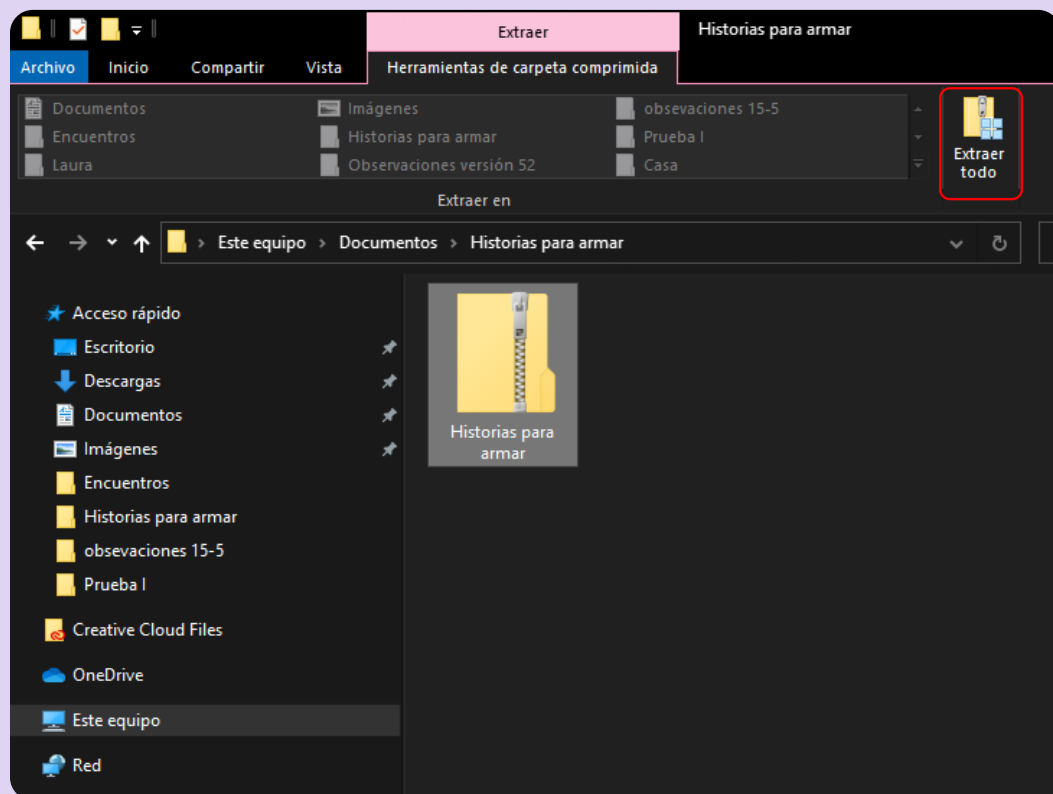 Extraer
Historias para armar
Archivo
Inicio
Compartir
Vista
Herramientas de carpeta comprimida
Documentos
Imágenes
obsevaciones 15-5
Encuentros
Historias para armar
Prueba I
Laura
Observaciones versión 52
Casa
Extraer
todo
Extraer en
Este equipo > Documentos > Historias para armar
Acceso rápido
Escritorio
Descargas
Documentos
Imágenes
Encuentros
Historias para armar
obsevaciones 15-5
Prueba I
Creative Cloud Files
OneDrive
Este equipo
Red
Historias para
armar